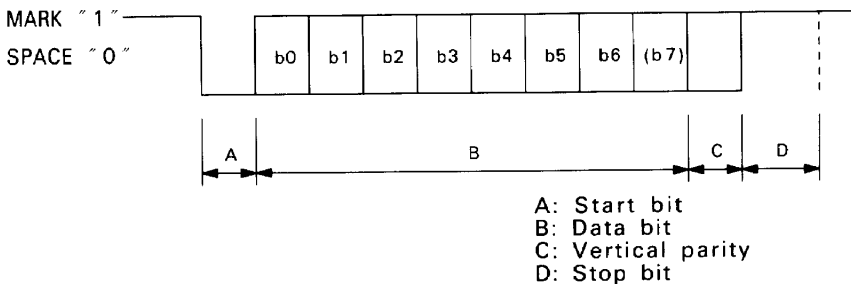 MARK "1"
SPACE "0"
b0 b1 b2 b3 b4 b5 b6 (b7)
A B C D
A: Start bit
B: Data bit
C: Vertical parity
D: Stop bit